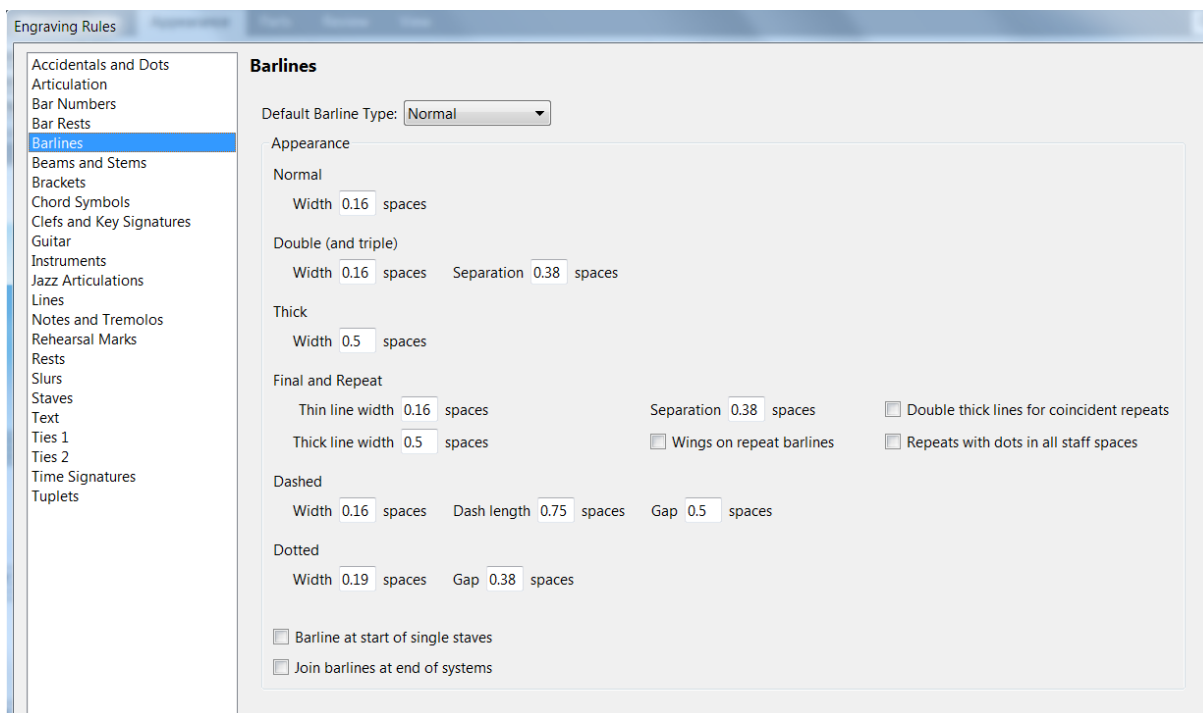 Appearance Parts Review View
Engraving Rules
Accidentals and Dots
Articulation
Bar Numbers
Bar Rests
Barlines
Beams and Stems
Brackets
Chord Symbols
Clefs and Key Signatures
Guitar
Instruments
Jazz Articulations
Lines
Notes and Tremolos
Rehearsal Marks
Rests
Slurs
Staves
Text
Ties 1
Ties 2
Time Signatures
Tuplets
Barlines
Default Barline Type: Normal
Appearance
Normal
Width 0.16 spaces
Double (and triple)
Width 0.16 spaces Separation 0.38 spaces
Thick
Width 0.5 spaces
Final and Repeat
Thin line width 0.16 spaces Separation 0.38 spaces Double thick lines for coincident repeats
Thick line width 0.5 spaces Wings on repeat barlines Repeats with dots in all staff spaces
Dashed
Width 0.16 spaces Dash length 0.75 spaces Gap 0.5 spaces
Dotted
Width 0.19 spaces Gap 0.38 spaces
Barline at start of single staves
Join barlines at end of systems